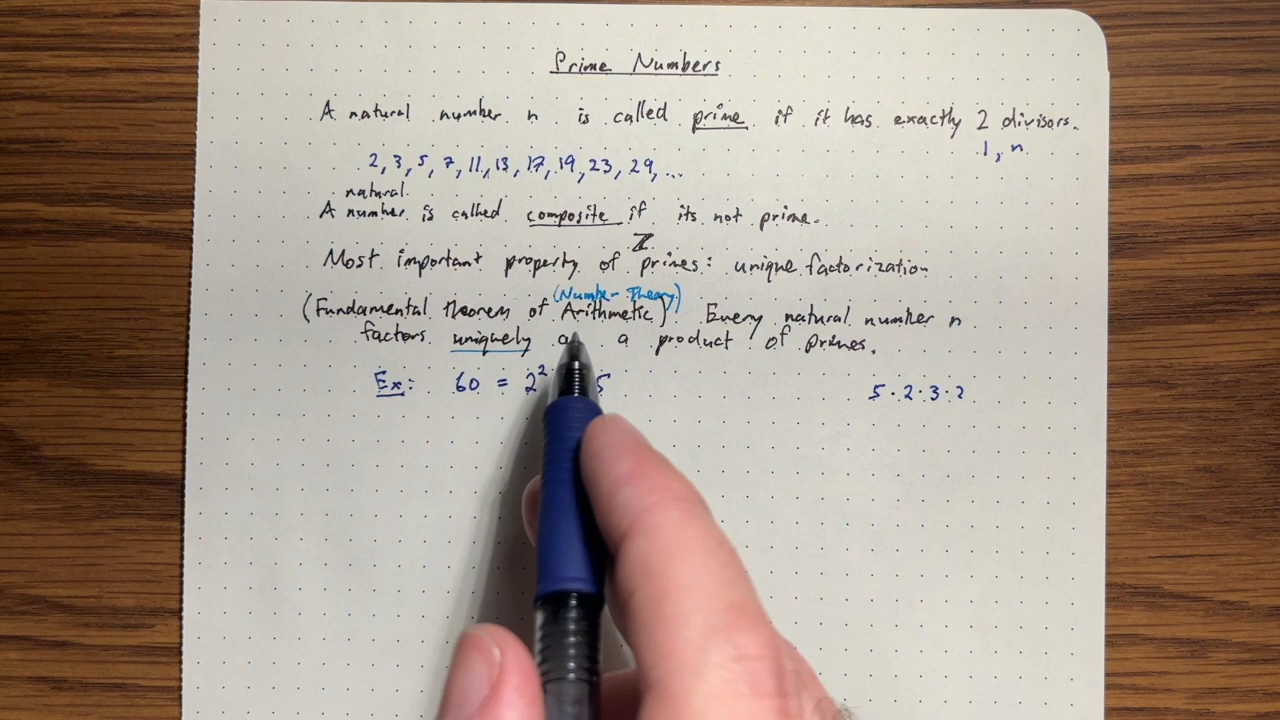 Prime Numbers
A natural number n is called prime if it has exactly 2 divisors.
1, n
2, 3, 5, 7, 11, 13, 17, 19, 23, 29, ...
natural
A number is called composite if its not prime.
ℤ
Most important property of primes: unique factorization
(Number Theory)
(Fundamental theorem of Arithmetic) Every natural number n
factors uniquely a product of primes.
Ex: 60 = 2² 5 5·2·3·2